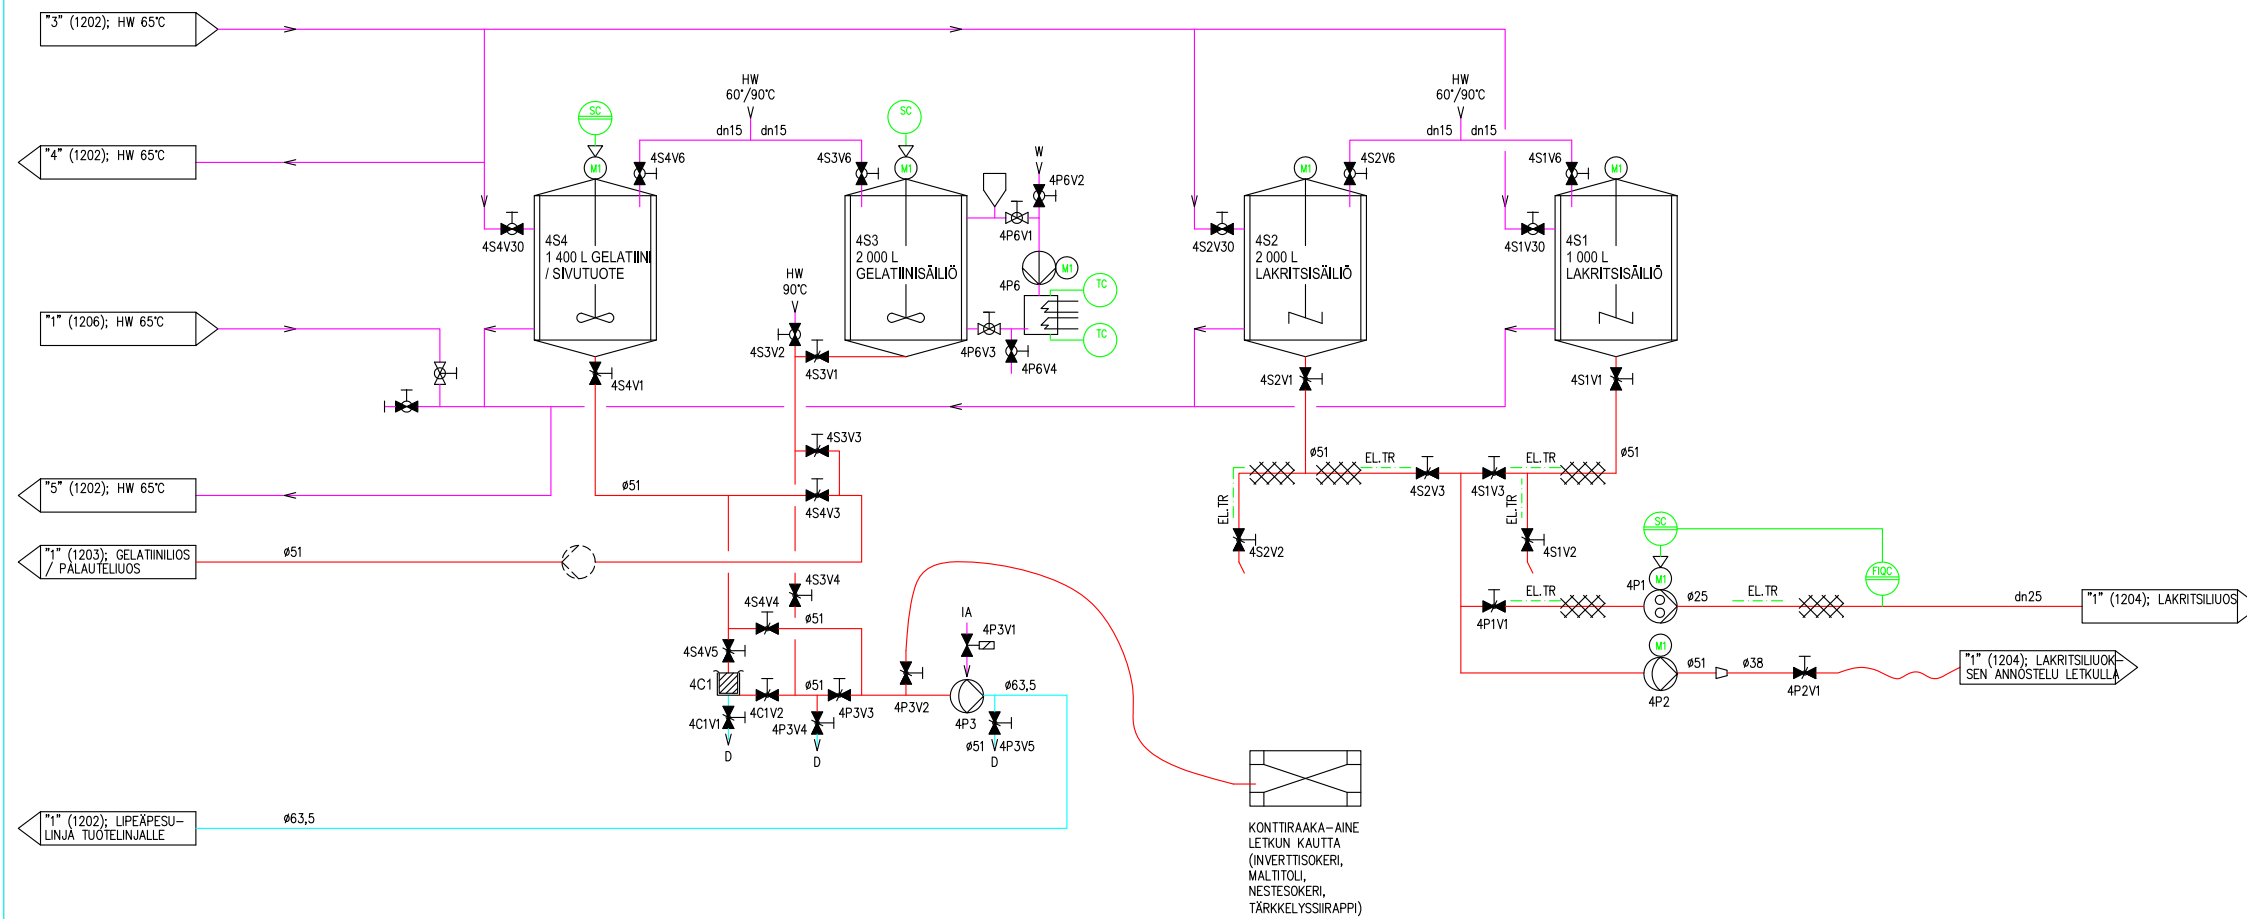 "3" (1202); HW 65°C
"4" (1202); HW 65°C
"1" (1206); HW 65°C
"5" (1202); HW 65°C
"1" (1203); GELATIINILIOS
/ PALAUTELIUOS
"1" (1202); LIPEÄPESU-
LINJA TUOTELINJALLE
SC
M1
4S4V6
HW
60°/90°C
dn15
dn15
4S3V6
SC
M1
4S4V30
4S4
1 400 L GELATIINI
/ SIVUTUOTE
4S3
2 000 L
GELATIINISÄILIÖ
W
4P6V2
4P6V1
M1
4P6
TC
TC
4P6V3
4P6V4
HW
90°C
4S3V2
4S3V1
4S4V1
HW
60°/90°C
dn15
dn15
M1
4S2V6
4S1V6
M1
4S2V30
4S2
2 000 L
LAKRITSISÄILIÖ
4S1V30
4S1
1 000 L
LAKRITSISÄILIÖ
4S2V1
4S1V1
4S3V3
ø51
4S4V3
ø51
4S3V4
4S4V4
ø51
4S4V5
4C1
4C1V2
ø51
4P3V3
4P3V2
4C1V1
D
4P3V4
D
IA
4P3V1
4P3
ø63,5
ø51
4P3V5
D
ø63,5
ø51
EL.TR
EL.TR
ø51
4S2V3
4S1V3
EL.TR
4S2V2
EL.TR
4S1V2
SC
M1
4P1
FIQC
EL.TR
4P1V1
ø25
EL.TR
dn25
"1" (1204); LAKRITSILIUOS
M1
ø51
ø38
4P2
4P2V1
"1" (1204); LAKRITSILIUOK-
SEN ANNOSTELU LETKULLA
KONTTIRAAKA-AINE
LETKUN KAUTTA
(INVERTTISOKERI,
MALTITOLI,
NESTESOKERI,
TÄRKKELYSSIIRAPPI)